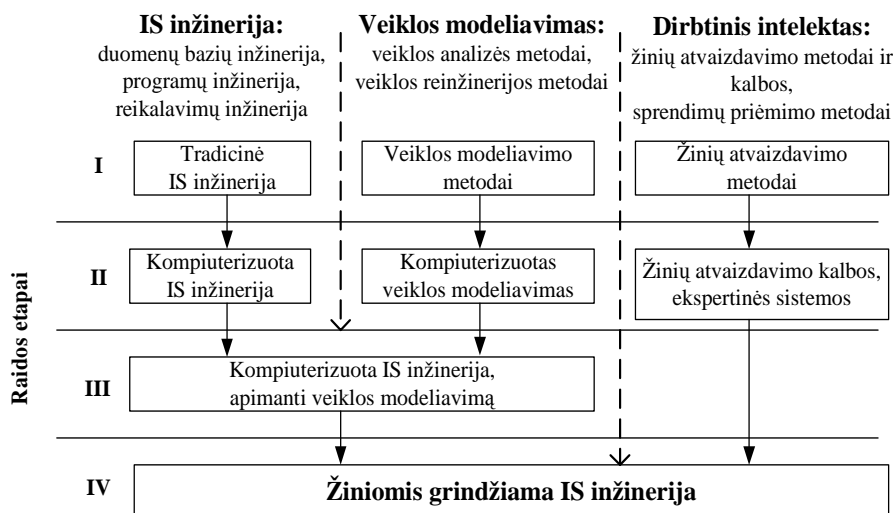 IS inžinerija:
duomenų bazių inžinerija,
programų inžinerija,
reikalavimų inžinerija
Veiklos modeliavimas:
veiklos analizės metodai,
veiklos reinžinerijos metodai
Dirbtinis intelektas:
žinių atvaizdavimo metodai ir
kalbos,
sprendimų priėmimo metodai
Raidos etapai
I
Tradicinė
IS inžinerija
Veiklos modeliavimo
metodai
Žinių atvaizdavimo
metodai
II
Kompiuterizuota
IS inžinerija
Kompiuterizuotas
veiklos modeliavimas
Žinių atvaizdavimo kalbos,
ekspertinės sistemos
III
Kompiuterizuota IS inžinerija,
apimanti veiklos modeliavimą
IV
Žiniomis grindžiama IS inžinerija